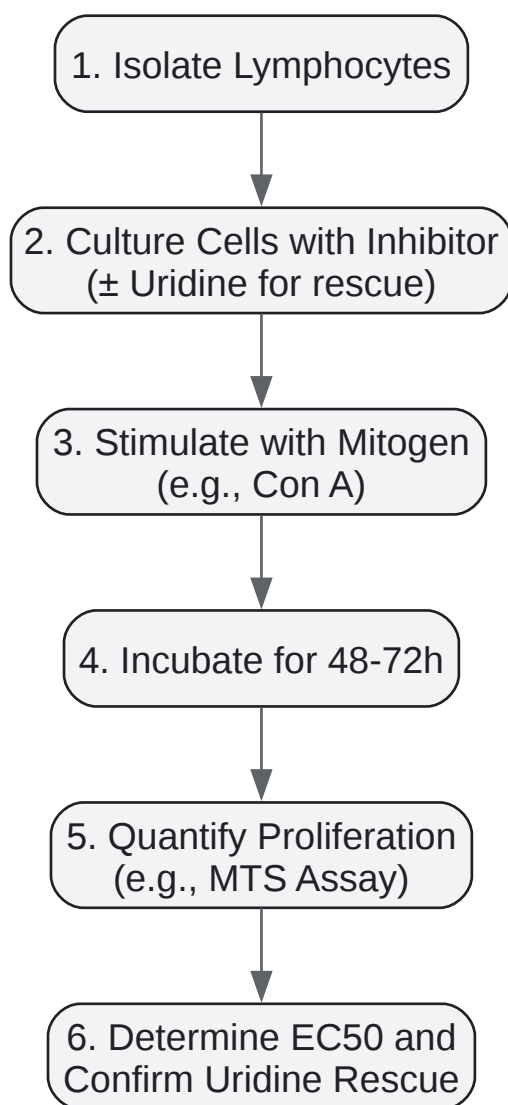 1. Isolate Lymphocytes
2. Culture Cells with Inhibitor
(± Uridine for rescue)
3. Stimulate with Mitogen
(e.g., Con A)
4. Incubate for 48-72h
5. Quantify Proliferation
(e.g., MTS Assay)
6. Determine EC50 and
Confirm Uridine Rescue